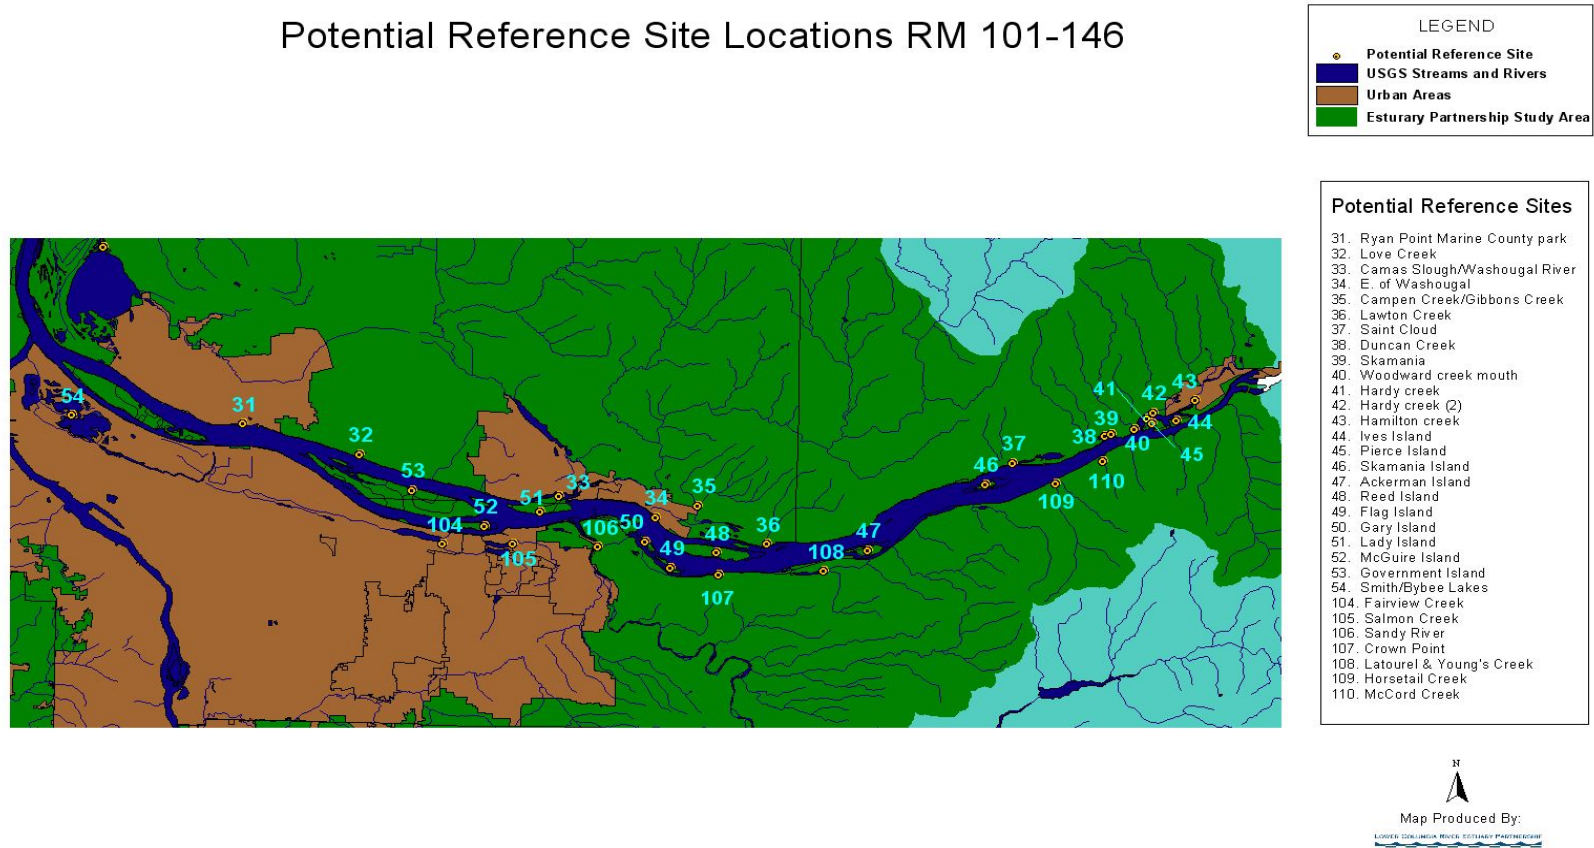 Potential Reference Site Locations RM 101-146
LEGEND
Potential Reference Site
USGS Streams and Rivers
Urban Areas
Esturary Partnership Study Area
Potential Reference Sites
31. Ryan Point Marine County park
32. Love Creek
33. Camas Slough/Washougal River
34. E. of Washougal
35. Campen Creek/Gibbons Creek
36. Lawton Creek
37. Saint Cloud
38. Duncan Creek
39. Skamania
40. Woodward creek mouth
41. Hardy creek
42. Hardy creek (2)
43. Hamilton creek
44. Ives Island
45. Pierce Island
46. Skamania Island
47. Ackerman Island
48. Reed Island
49. Flag Island
50. Gary Island
51. Lady Island
52. McGuire Island
53. Government Island
54. Smith/Bybee Lakes
104. Fairview Creek
105. Salmon Creek
106. Sandy River
107. Crown Point
108. Latourel & Young's Creek
109. Horsetail Creek
110. McCord Creek
54
31
32
53
104
52
105
51
33
106
50
34
49
35
48
107
36
108
47
46
37
109
38
39
110
41
40
42
43
44
45
N
Map Produced By:
LOWER COLUMBIA RIVER ESTUARY PARTNERSHIP